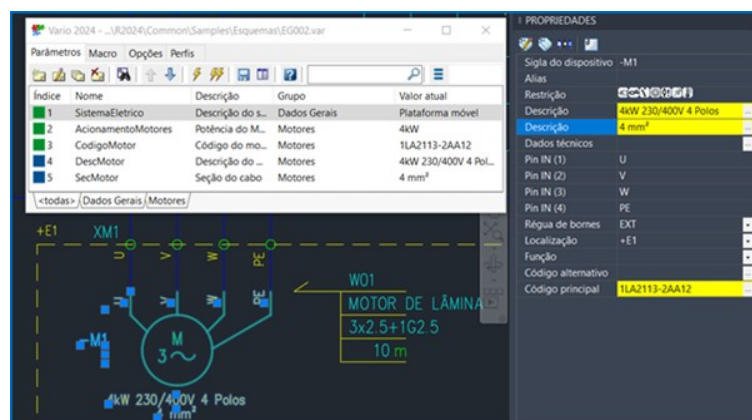 Vario 2024 - ...\R2024\Common\Samples\Esquemas\EG002.var
Parâmetros Macro Opções Perfis
Índice Nome Descrição Grupo Valor atual
1 SistemaEletrico Descrição do s... Dados Gerais Plataforma móvel
2 AcionamentoMotores Potência do M... Motores 4kW
3 CodigoMotor Código do mo... Motores 1LA2113-2AA12
4 DescMotor Descrição do ... Motores 4kW 230/400V 4 Pol...
5 SecMotor Seção do cabo Motores 4 mm²
<todas> Dados Gerais Motores
+E1 XM1
U V W PE
U V W PE
W01
MOTOR DE LÂMINA
3x2.5+1G2.5
10 m
-M1
M
3~
4kW 230/400V 4 Polos
4 mm²
PROPRIEDADES
Sigla do dispositivo -M1
Alias
Restrição
Descrição 4kW 230/400V 4 Polos
Descrição 4 mm²
Dados técnicos
Pin IN (1) U
Pin IN (2) V
Pin IN (3) W
Pin IN (4) PE
Régua de bornes EXT
Localização +E1
Função
Código alternativo
Código principal 1LA2113-2AA12